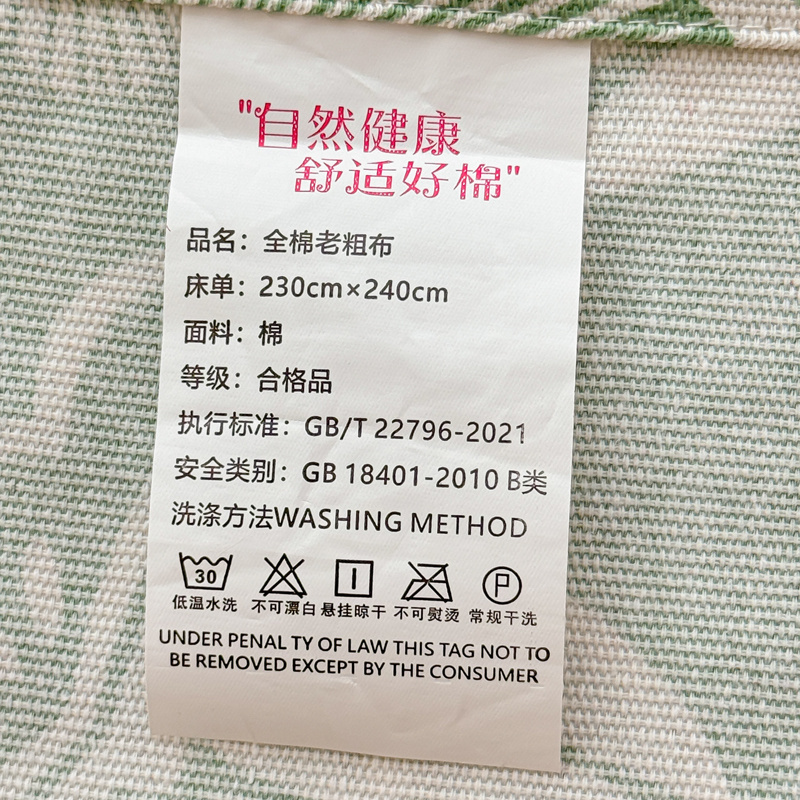 "自然健康
舒适好棉"
品名：全棉老粗布
床单：230cm×240cm
面料：棉
等级：合格品
执行标准：GB/T 22796-2021
安全类别：GB 18401-2010 B类
洗涤方法WASHING METHOD
30 P
低温水洗 不可漂白 悬挂晾干 不可熨烫 常规干洗
UNDER PENAL TY OF LAW THIS TAG NOT TO
BE REMOVED EXCEPT BY THE CONSUMER